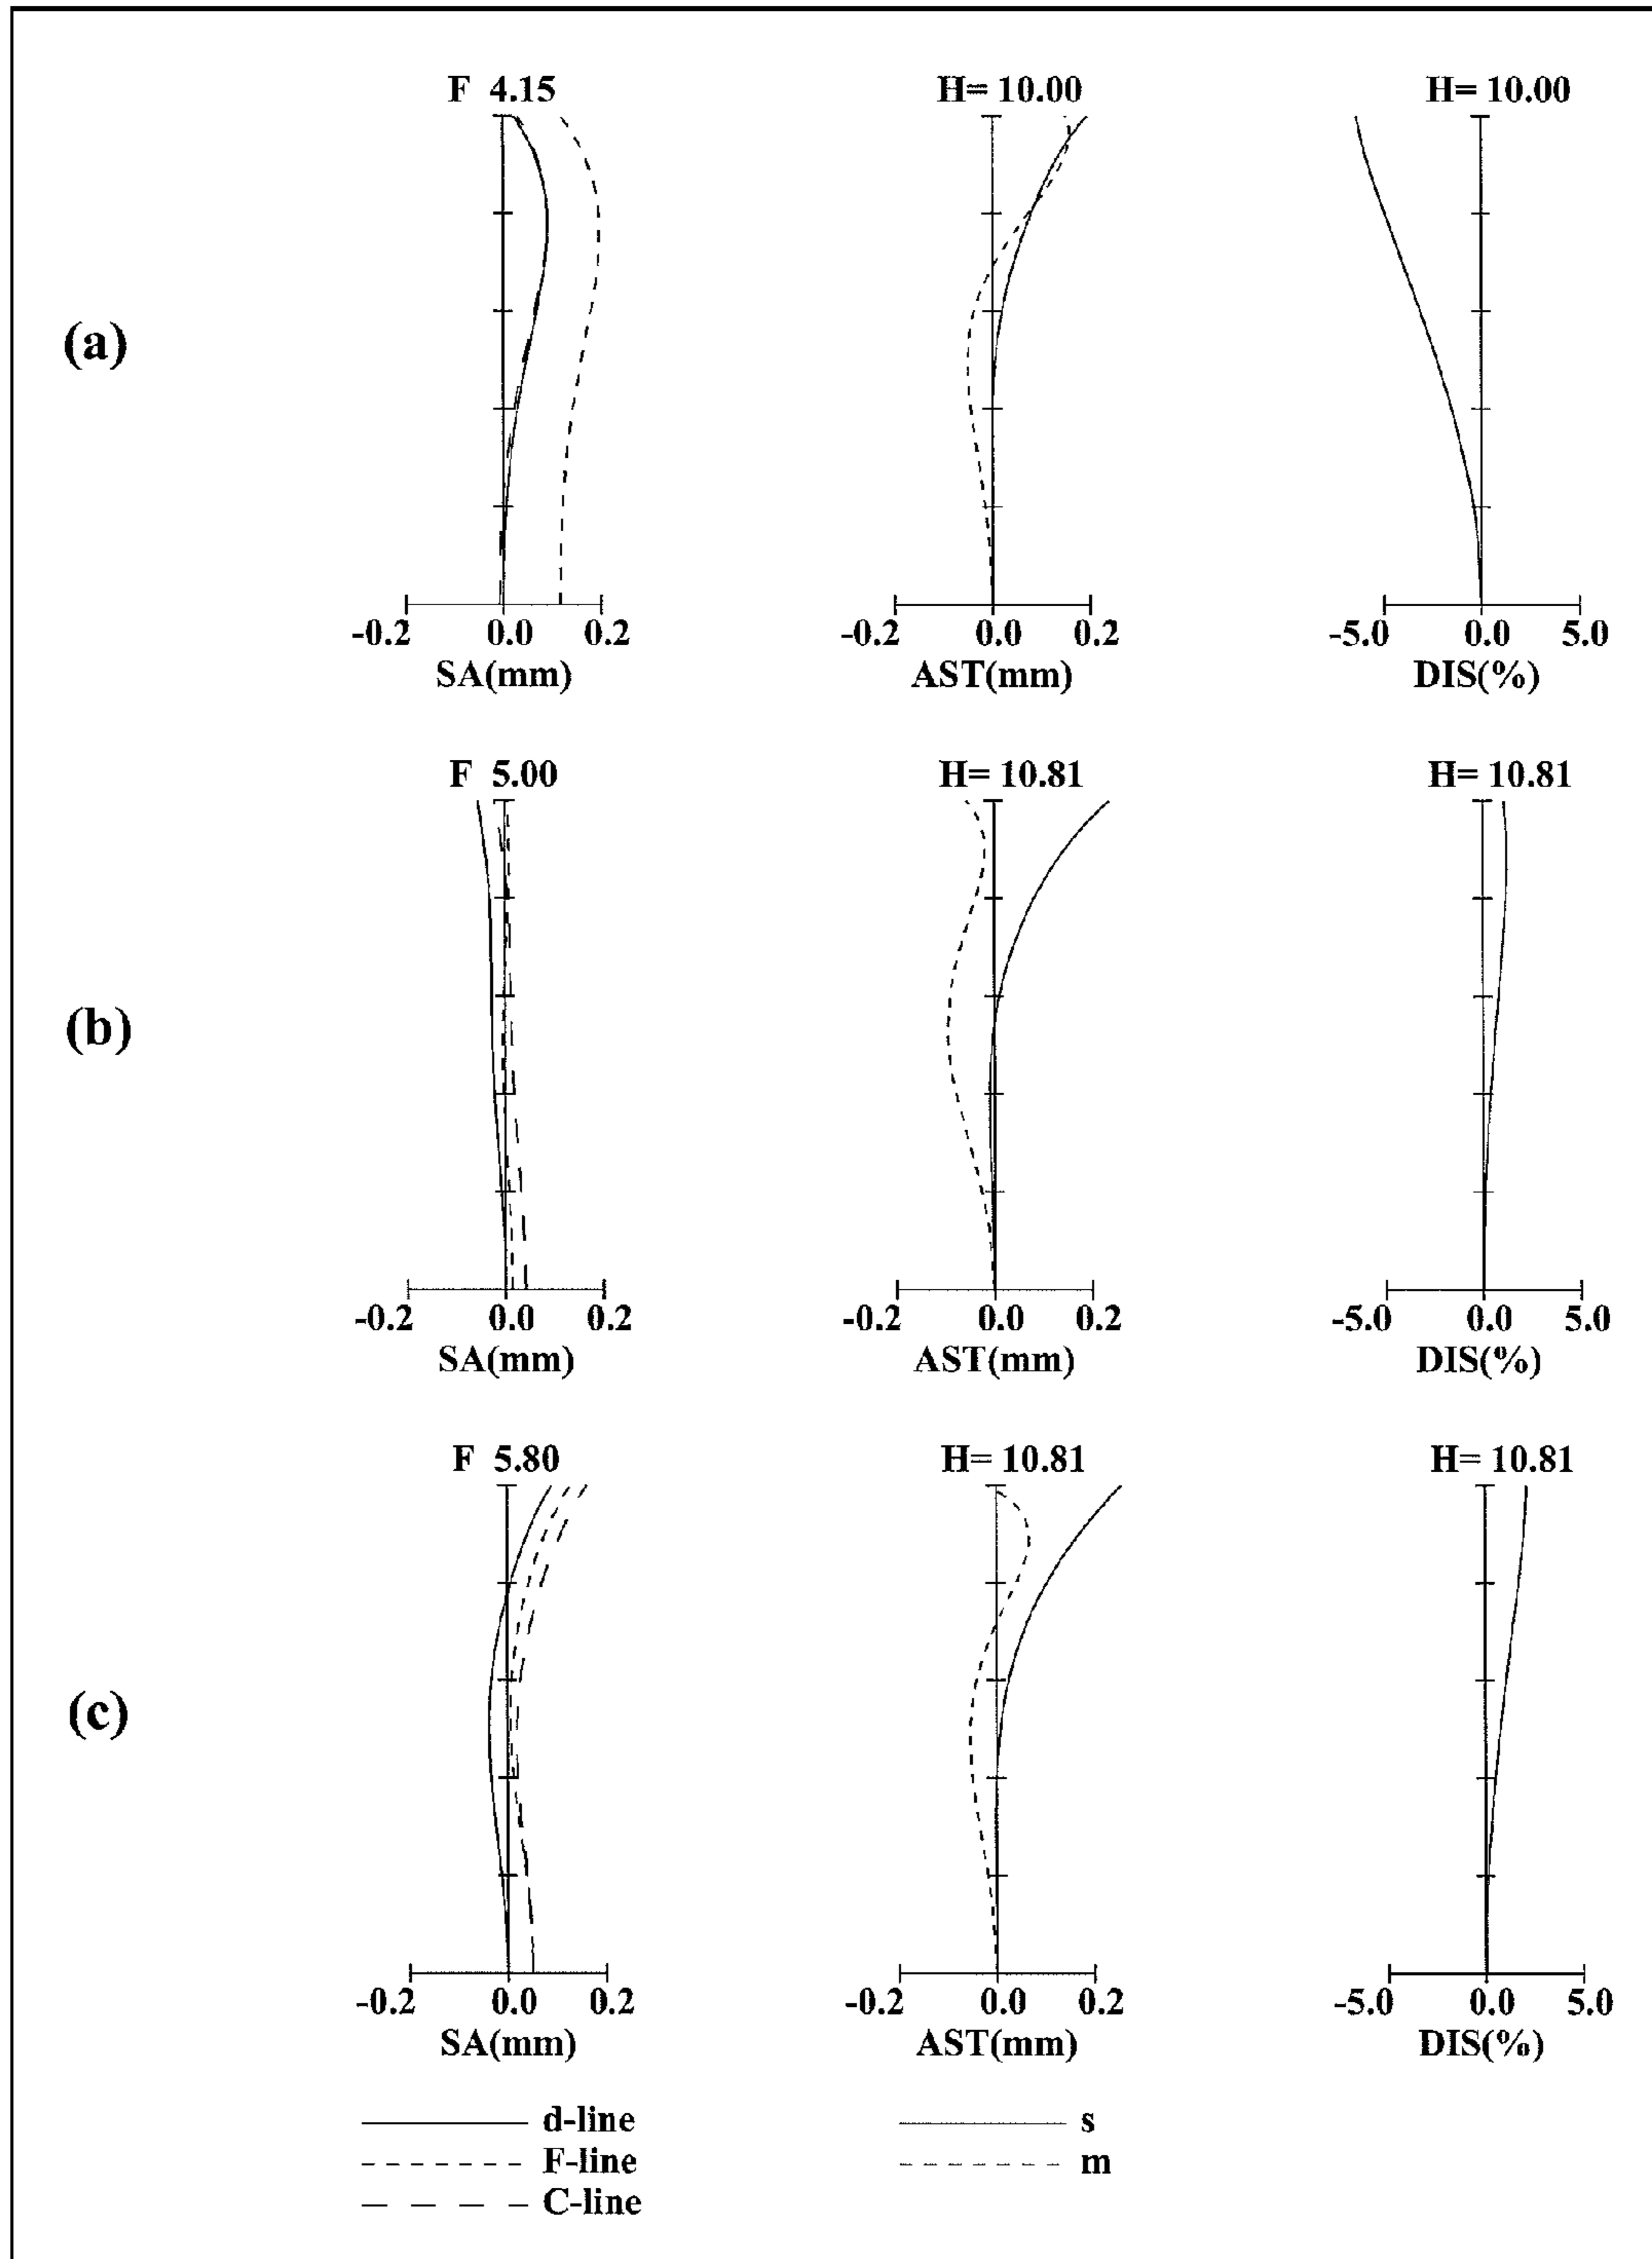 F 4.15 H= 10.00 H= 10.00
(a)
-0.2 0.0 0.2 -0.2 0.0 0.2 -5.0 0.0 5.0
SA(mm) AST(mm) DIS(%)
F 5.00 H= 10.81 H= 10.81
(b)
-0.2 0.0 0.2 -0.2 0.0 0.2 -5.0 0.0 5.0
SA(mm) AST(mm) DIS(%)
F 5.80 H= 10.81 H= 10.81
(c)
-0.2 0.0 0.2 -0.2 0.0 0.2 -5.0 0.0 5.0
SA(mm) AST(mm) DIS(%)
d-line s
F-line m
C-line